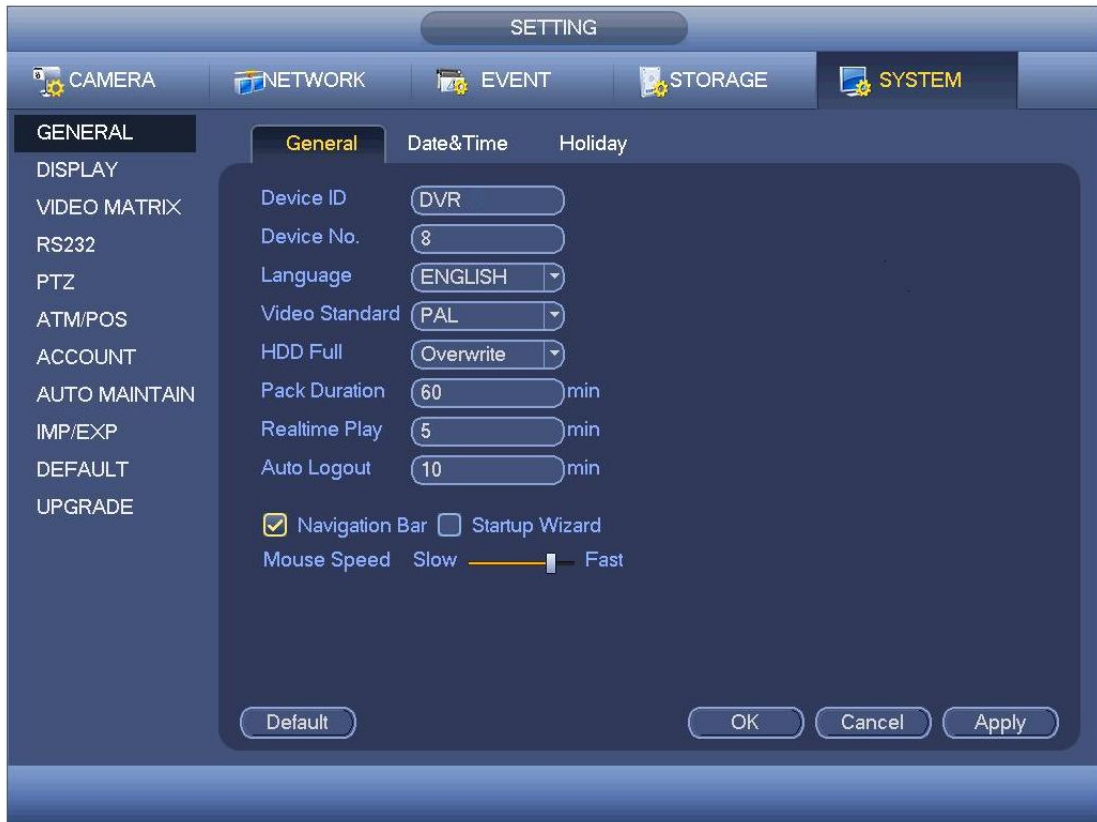 SETTING
CAMERA NETWORK EVENT STORAGE SYSTEM
GENERAL
DISPLAY
VIDEO MATRIX
RS232
PTZ
ATM/POS
ACCOUNT
AUTO MAINTAIN
IMP/EXP
DEFAULT
UPGRADE
General Date&Time Holiday
Device ID DVR
Device No. 8
Language ENGLISH
Video Standard PAL
HDD Full Overwrite
Pack Duration 60 min
Realtime Play 5 min
Auto Logout 10 min
Navigation Bar Startup Wizard
Mouse Speed Slow Fast
Default OK Cancel Apply